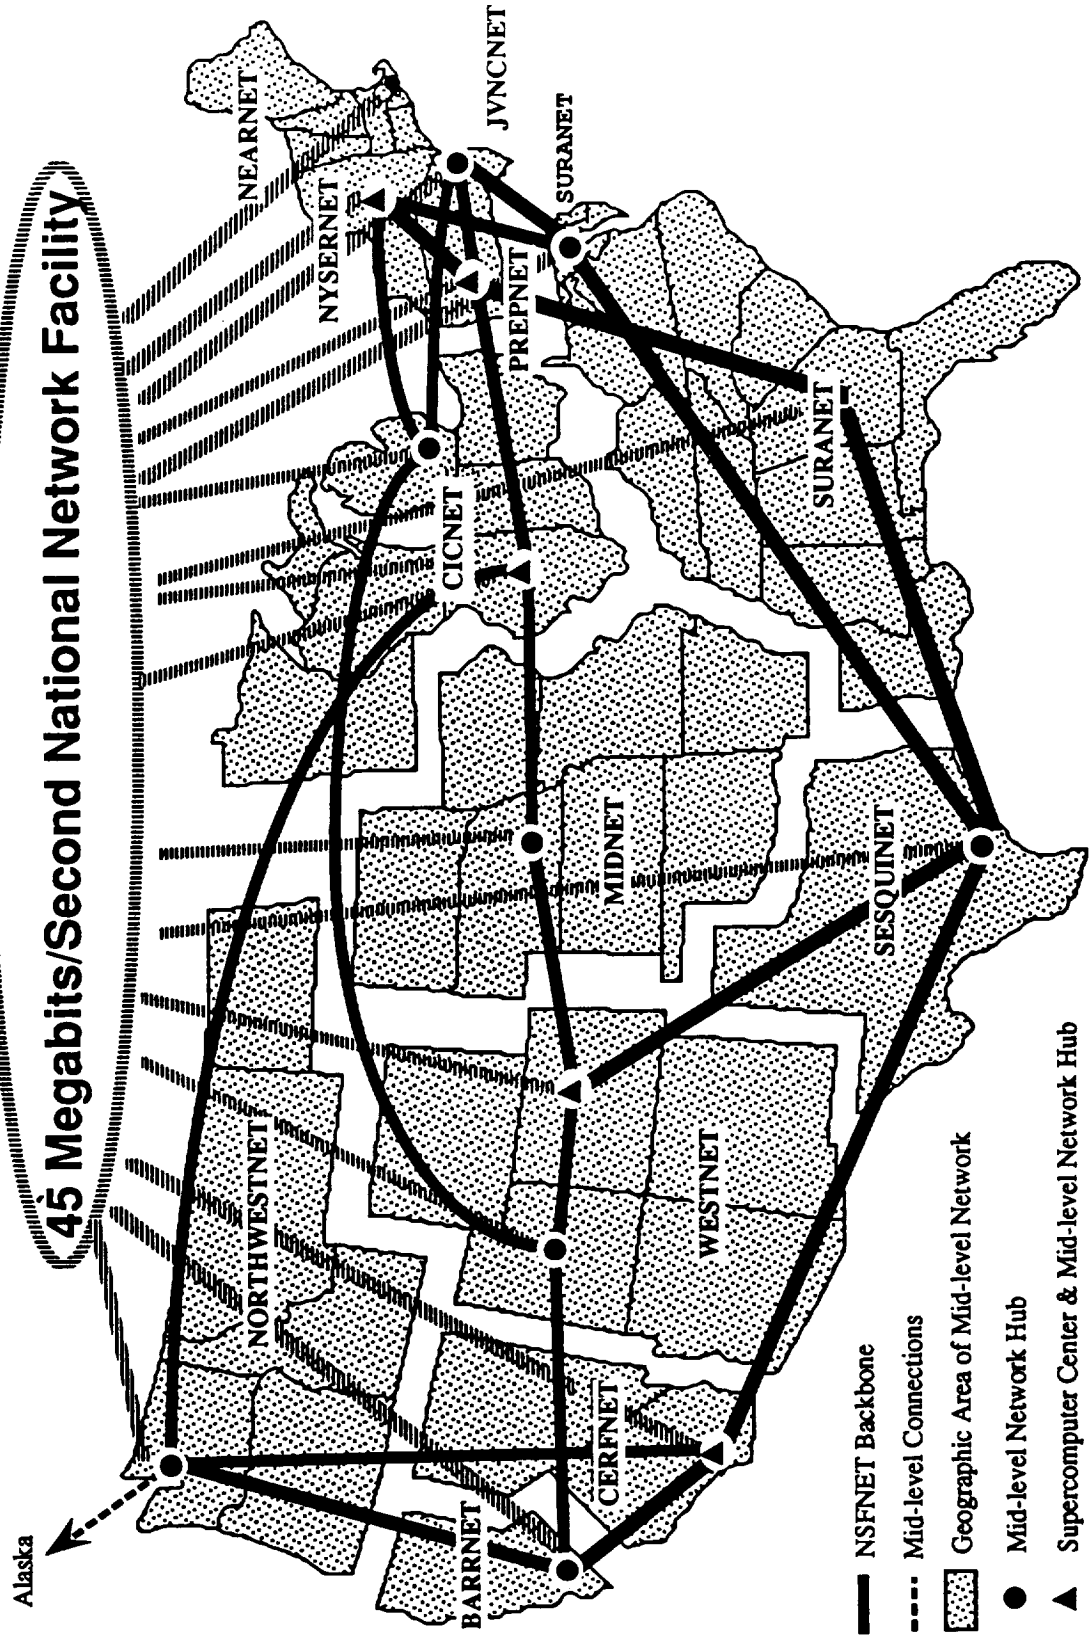 45 Megabits/Second National Network Facility
Alaska
NORTHWESTNET
BARRNET
CERFNET
WESTNET
MIDNET
SESQUINET
CICNET
NYSERNET
NEARNET
JVNCNET
PREPNET
SURANET
SURANET
NSFNET Backbone
Mid-level Connections
Geographic Area of Mid-level Network
Mid-level Network Hub
Supercomputer Center & Mid-level Network Hub